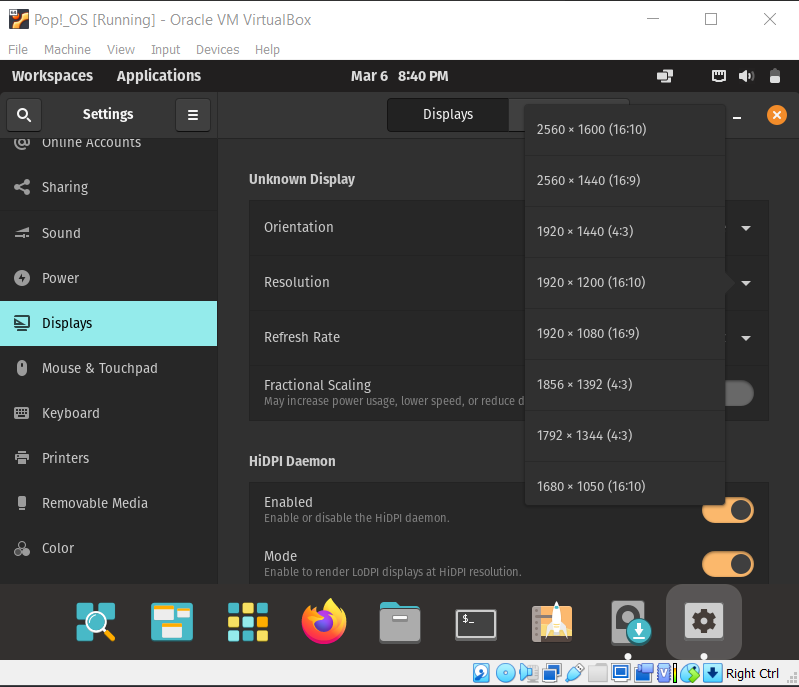 Pop!_OS [Running] - Oracle VM VirtualBox
File Machine View Input Devices Help
Workspaces Applications Mar 6 8:40 PM
Settings Displays
Online Accounts
Sharing
Sound
Power
Displays
Mouse & Touchpad
Keyboard
Printers
Removable Media
Color
Unknown Display
Orientation
Resolution
Refresh Rate
Fractional Scaling
May increase power usage, lower speed, or reduce d
2560 × 1600 (16:10)
2560 × 1440 (16:9)
1920 × 1440 (4:3)
1920 × 1200 (16:10)
1920 × 1080 (16:9)
1856 × 1392 (4:3)
1792 × 1344 (4:3)
1680 × 1050 (16:10)
HiDPI Daemon
Enabled
Enable or disable the HiDPI daemon.
Mode
Enable to render LoDPI displays at HiDPI resolution.
$_
Right Ctrl